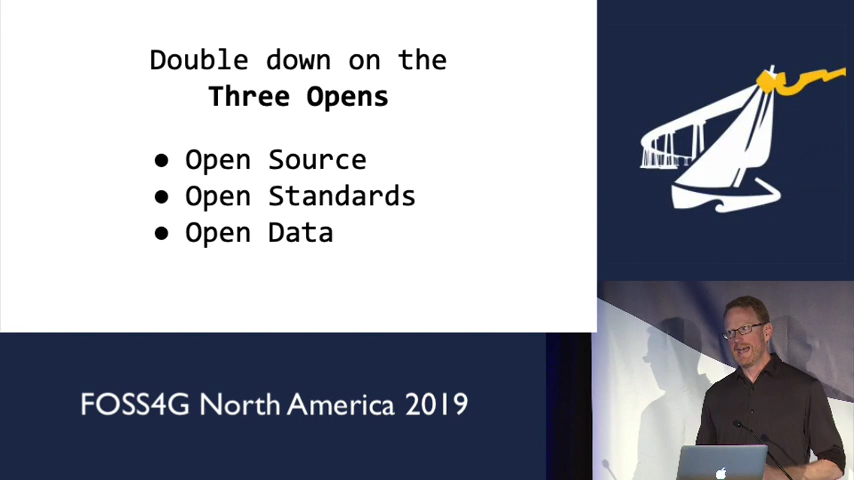 Double down on the
Three Opens
● Open Source
● Open Standards
● Open Data
FOSS4G North America 2019